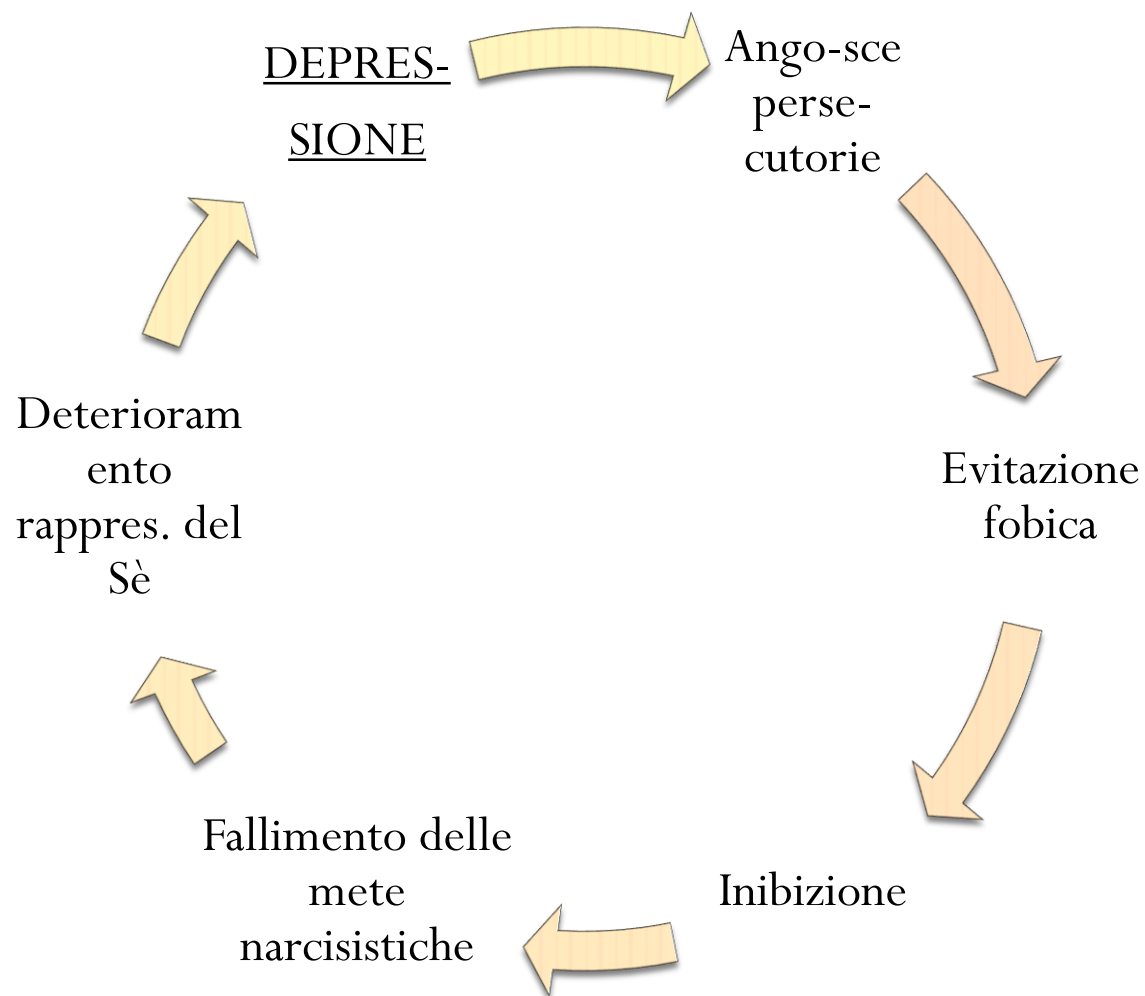 DEPRES-
SIONE
Ango-sce
perse-
cutorie
Evitazione
fobica
Inibizione
Fallimento delle
mete
narcisistiche
Deterioram
ento
rappres. del
Sè